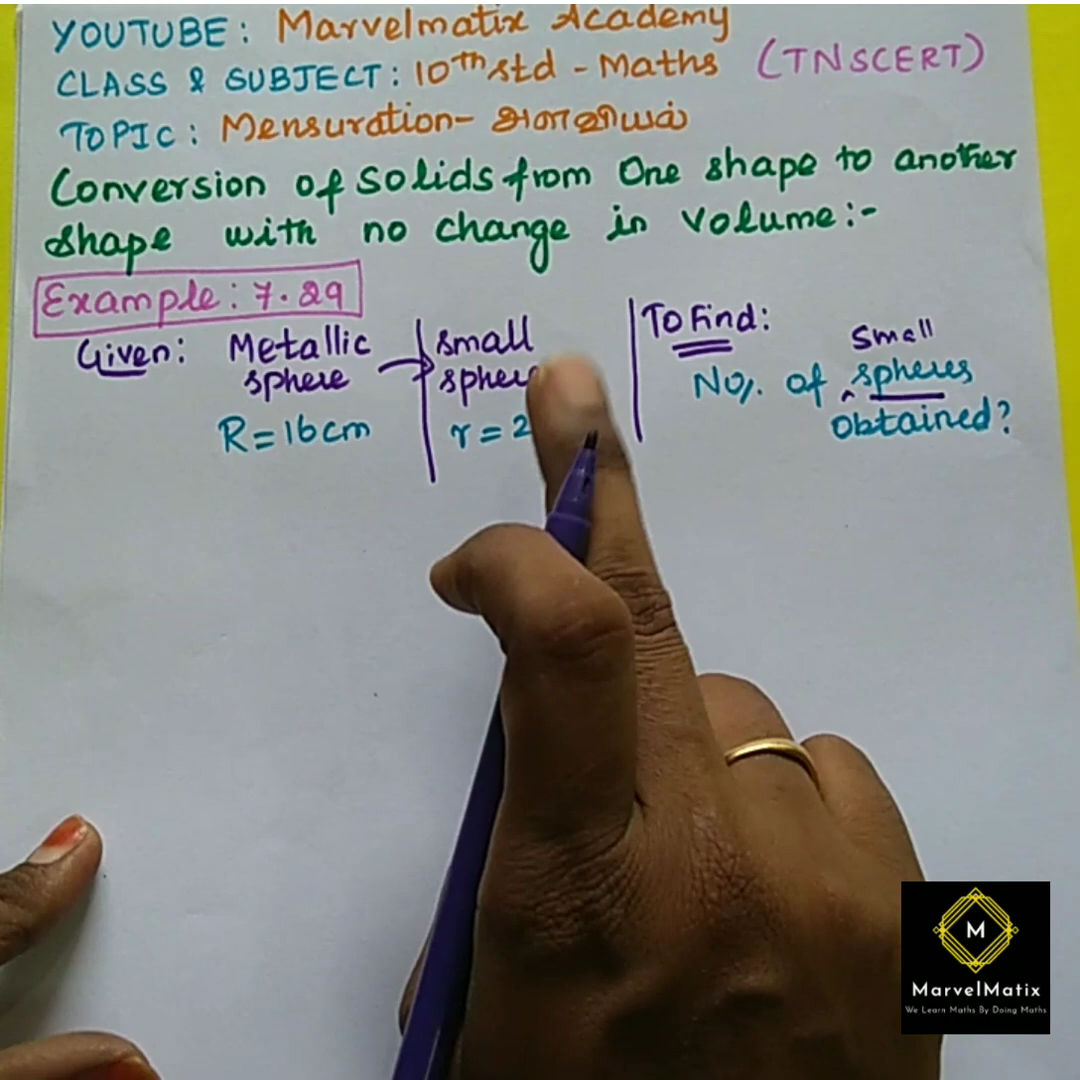 YOUTUBE: Marvelmatix Academy
CLASS & SUBJECT: 10th std - Maths (TNSCERT)
TOPIC: Mensuration- அளவியல்
Conversion of solids from One shape to another
shape with no change in volume:-
Example: 7.29
Given: Metallic sphere
R=16cm
small
r=2
To Find:
No/. of small spheres
Obtained?
M
MarvelMatix
We Learn Maths By Doing Maths